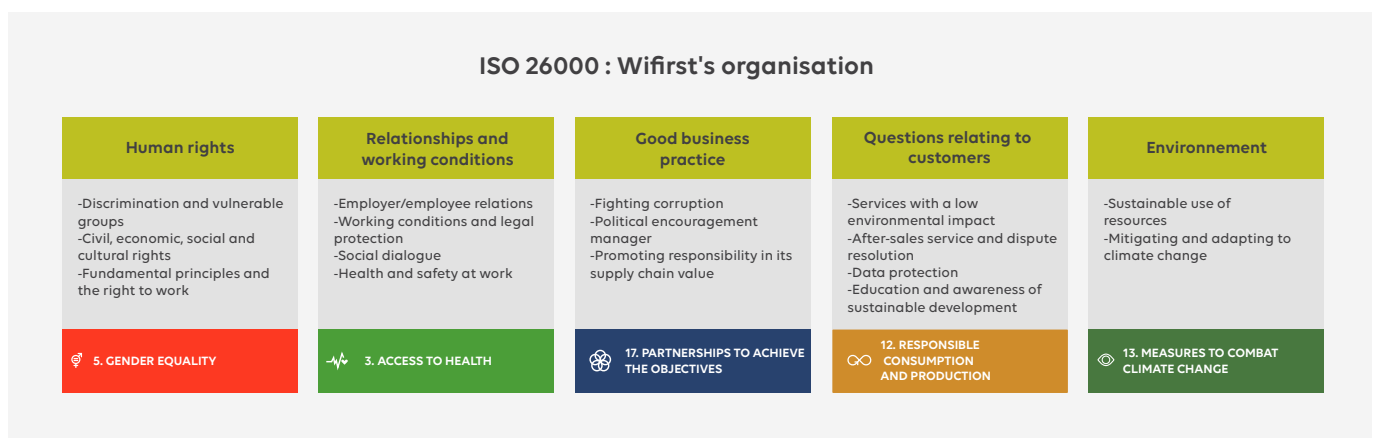 ISO 26000 : Wifirst's organisation
Human rights
-Discrimination and vulnerable
groups
-Civil, economic, social and
cultural rights
-Fundamental principles and
the right to work
5. GENDER EQUALITY
Relationships and
working conditions
-Employer/employee relations
-Working conditions and legal
protection
-Social dialogue
-Health and safety at work
3. ACCESS TO HEALTH
Good business
practice
-Fighting corruption
-Political encouragement
manager
-Promoting responsibility in its
supply chain value
17. PARTNERSHIPS TO ACHIEVE
THE OBJECTIVES
Questions relating to
customers
-Services with a low
environmental impact
-After-sales service and dispute
resolution
-Data protection
-Education and awareness of
sustainable development
12. RESPONSIBLE
CONSUMPTION
AND PRODUCTION
Environnement
-Sustainable use of
resources
-Mitigating and adapting to
climate change
13. MEASURES TO COMBAT
CLIMATE CHANGE